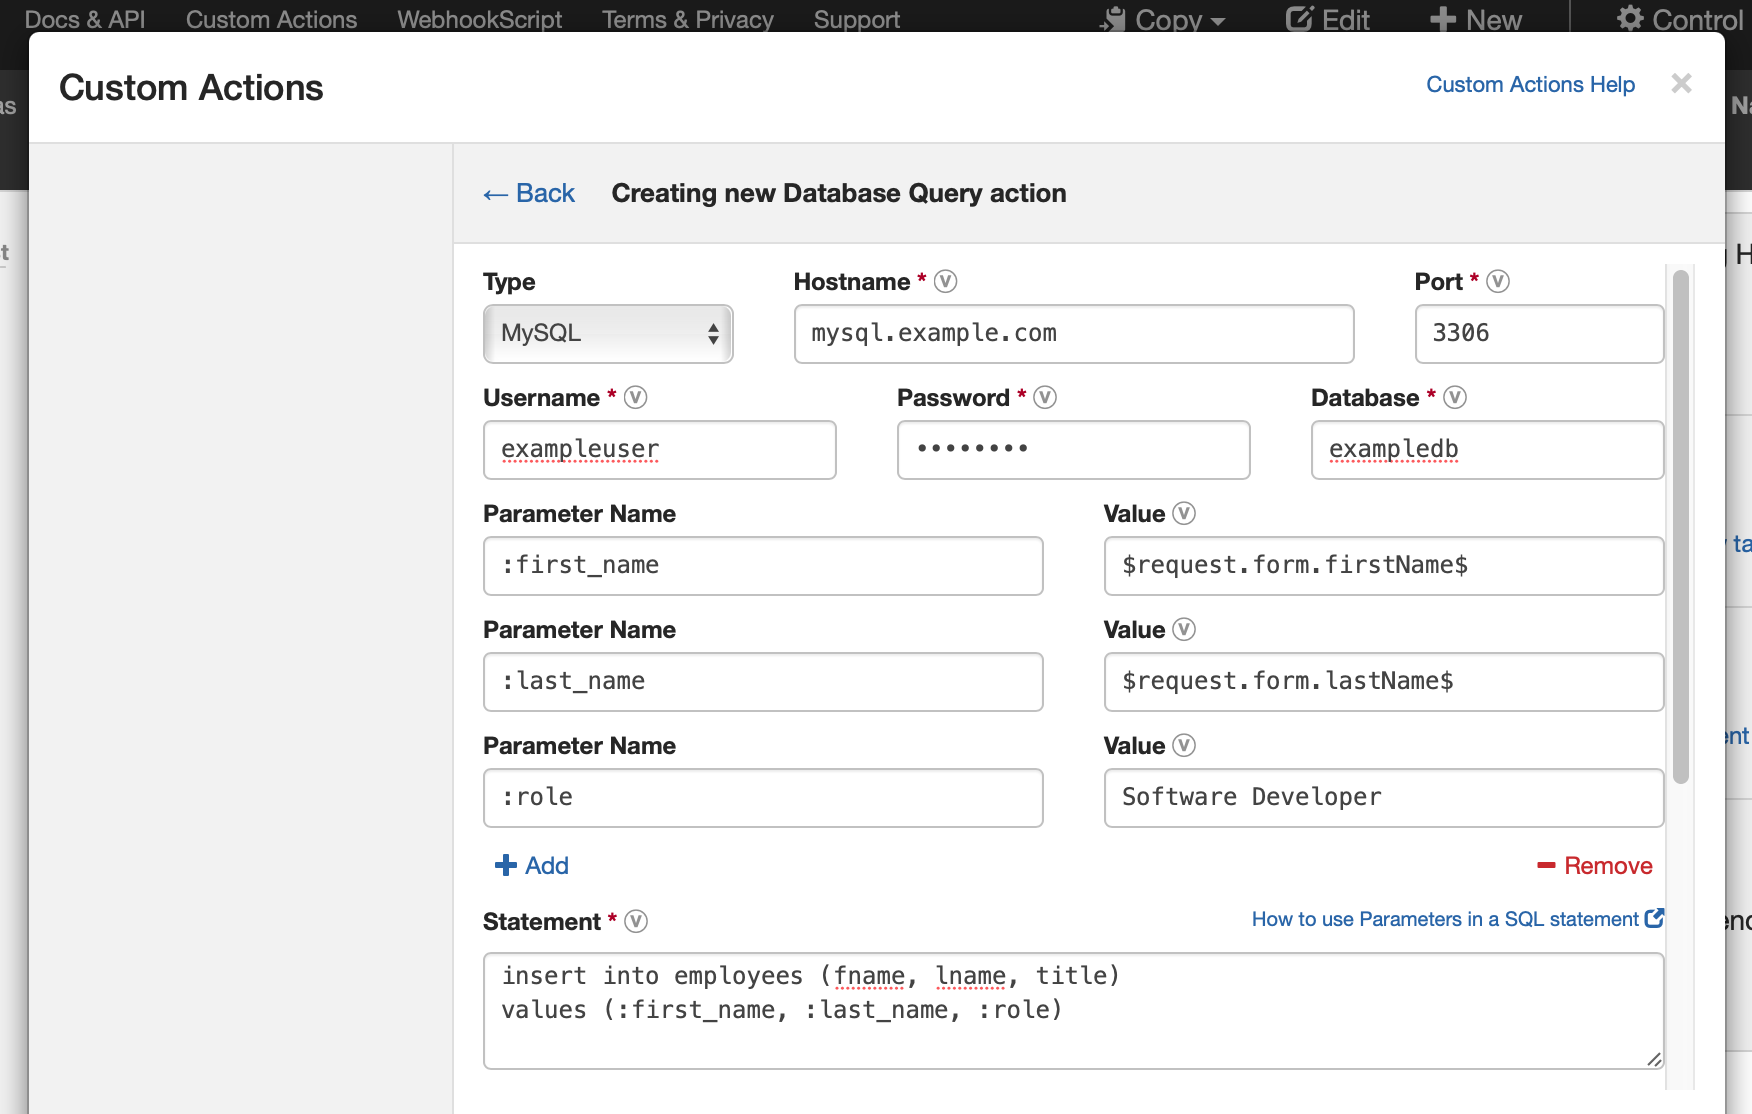 Docs & API Custom Actions WebhookScript Terms & Privacy Support Copy Edit New Control
Custom Actions Custom Actions Help ×
← Back Creating new Database Query action
Type Hostname * V Port * V
MySQL mysql.example.com 3306
Username * V Password * V Database * V
exampleuser •••••••• exampledb
Parameter Name Value V
:first_name $request.form.firstName$
Parameter Name Value V
:last_name $request.form.lastName$
Parameter Name Value V
:role Software Developer
Add Remove
Statement * V How to use Parameters in a SQL statement
insert into employees (fname, lname, title)
values (:first_name, :last_name, :role)